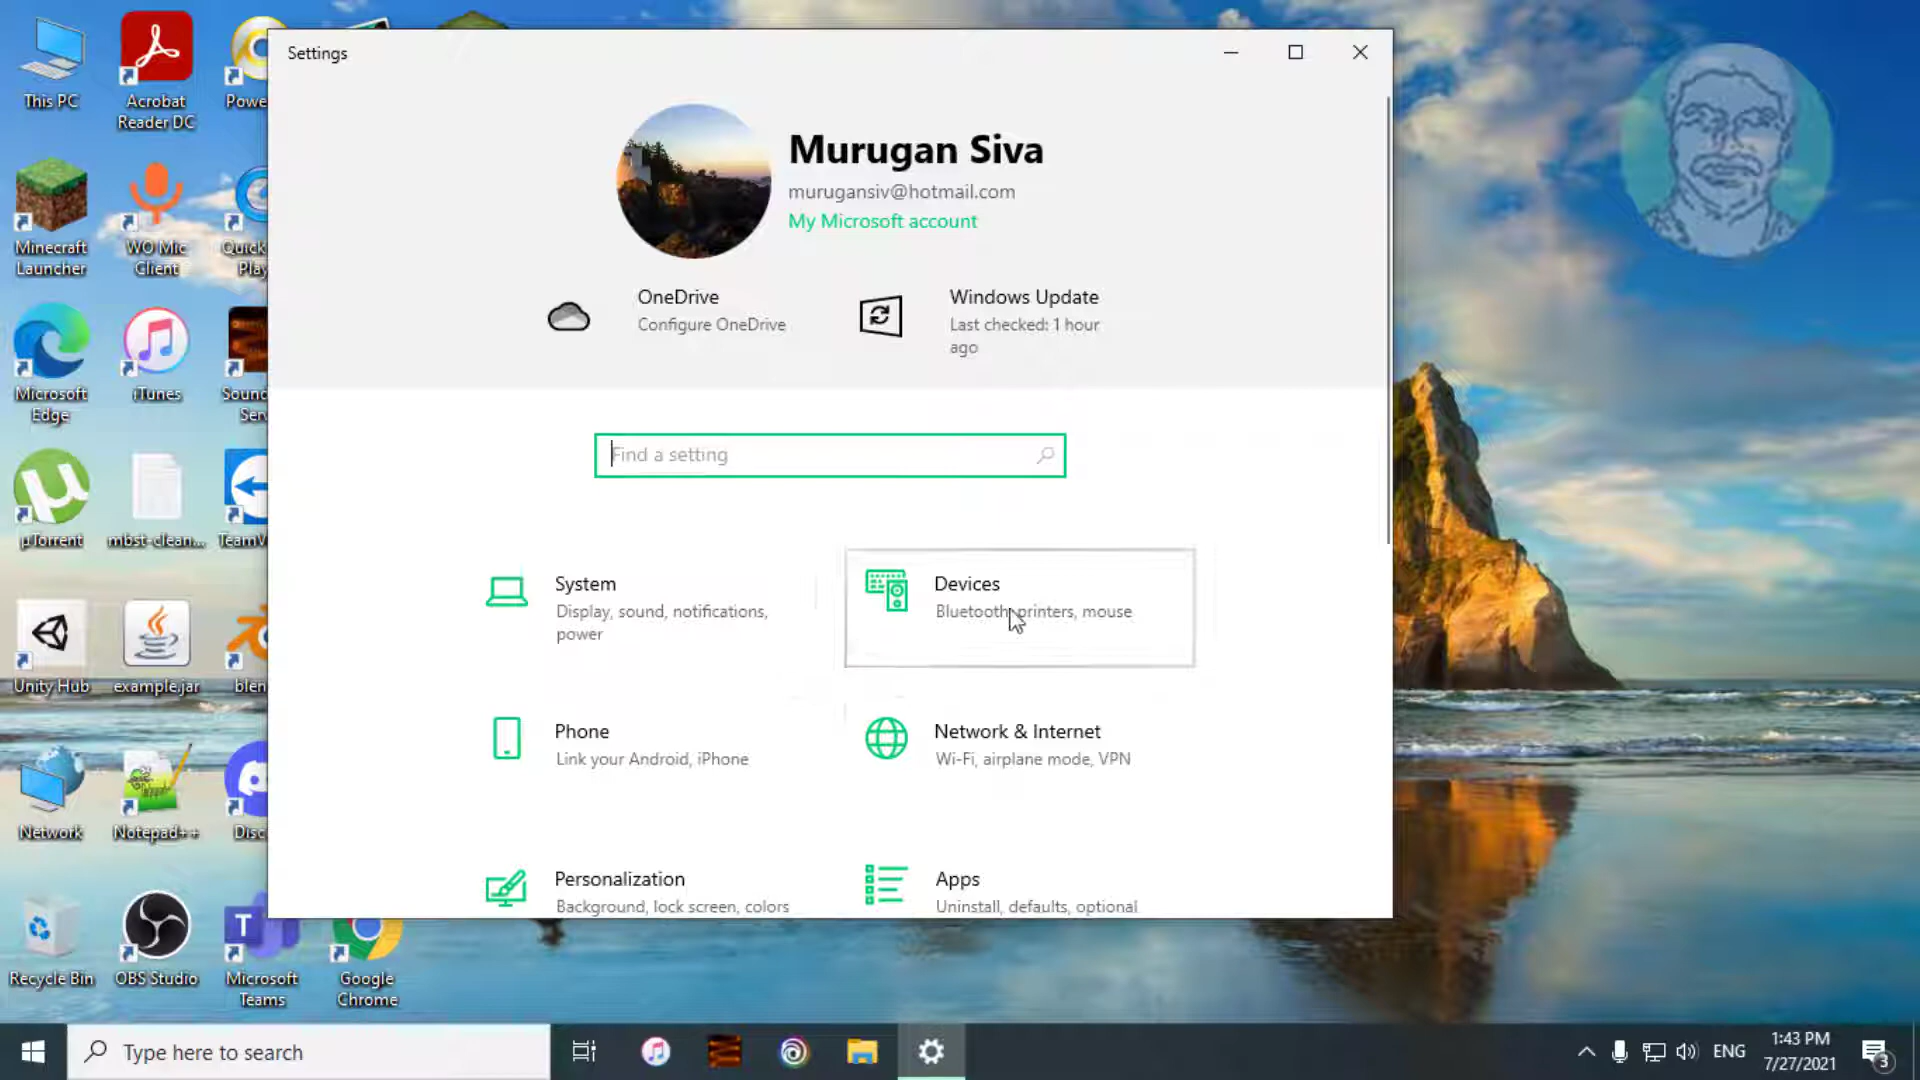 Settings
Murugan Siva
murugansiv@hotmail.com
My Microsoft account
OneDrive
Configure OneDrive
Windows Update
Last checked: 1 hour
ago
Find a setting
System
Display, sound, notifications,
power
Devices
Bluetooth, printers, mouse
Phone
Link your Android, iPhone
Network & Internet
Wi-Fi, airplane mode, VPN
Personalization
Background, lock screen, colors
Apps
Uninstall, defaults, optional
This PC
Acrobat
Reader DC
Powe
Minecraft
Launcher
WO Mic
Client
Quick
Play
Microsoft
Edge
iTunes
Sound
Serv
µTorrent
mbst-clean...
TeamV
Unity Hub
example.jar
blen
Network
Notepad++
Disc
Recycle Bin
OBS Studio
Microsoft
Teams
Google
Chrome
Type here to search
ENG
1:43 PM
7/27/2021
3